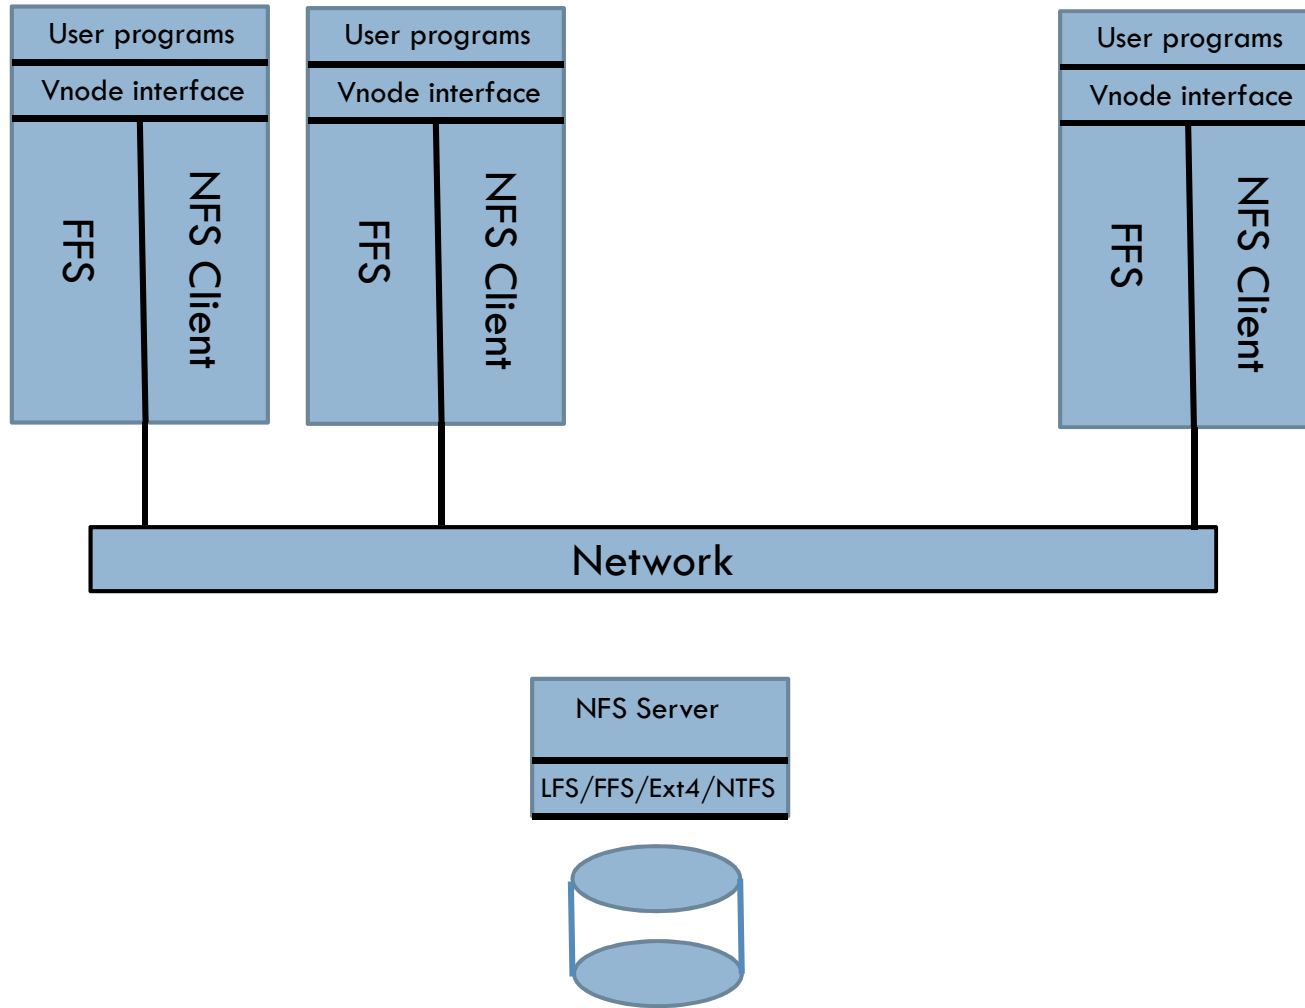 User programs
Vnode interface
FFS
NFS Client
User programs
Vnode interface
FFS
NFS Client
User programs
Vnode interface
FFS
NFS Client
Network
NFS Server
LFS/FFS/Ext4/NTFS